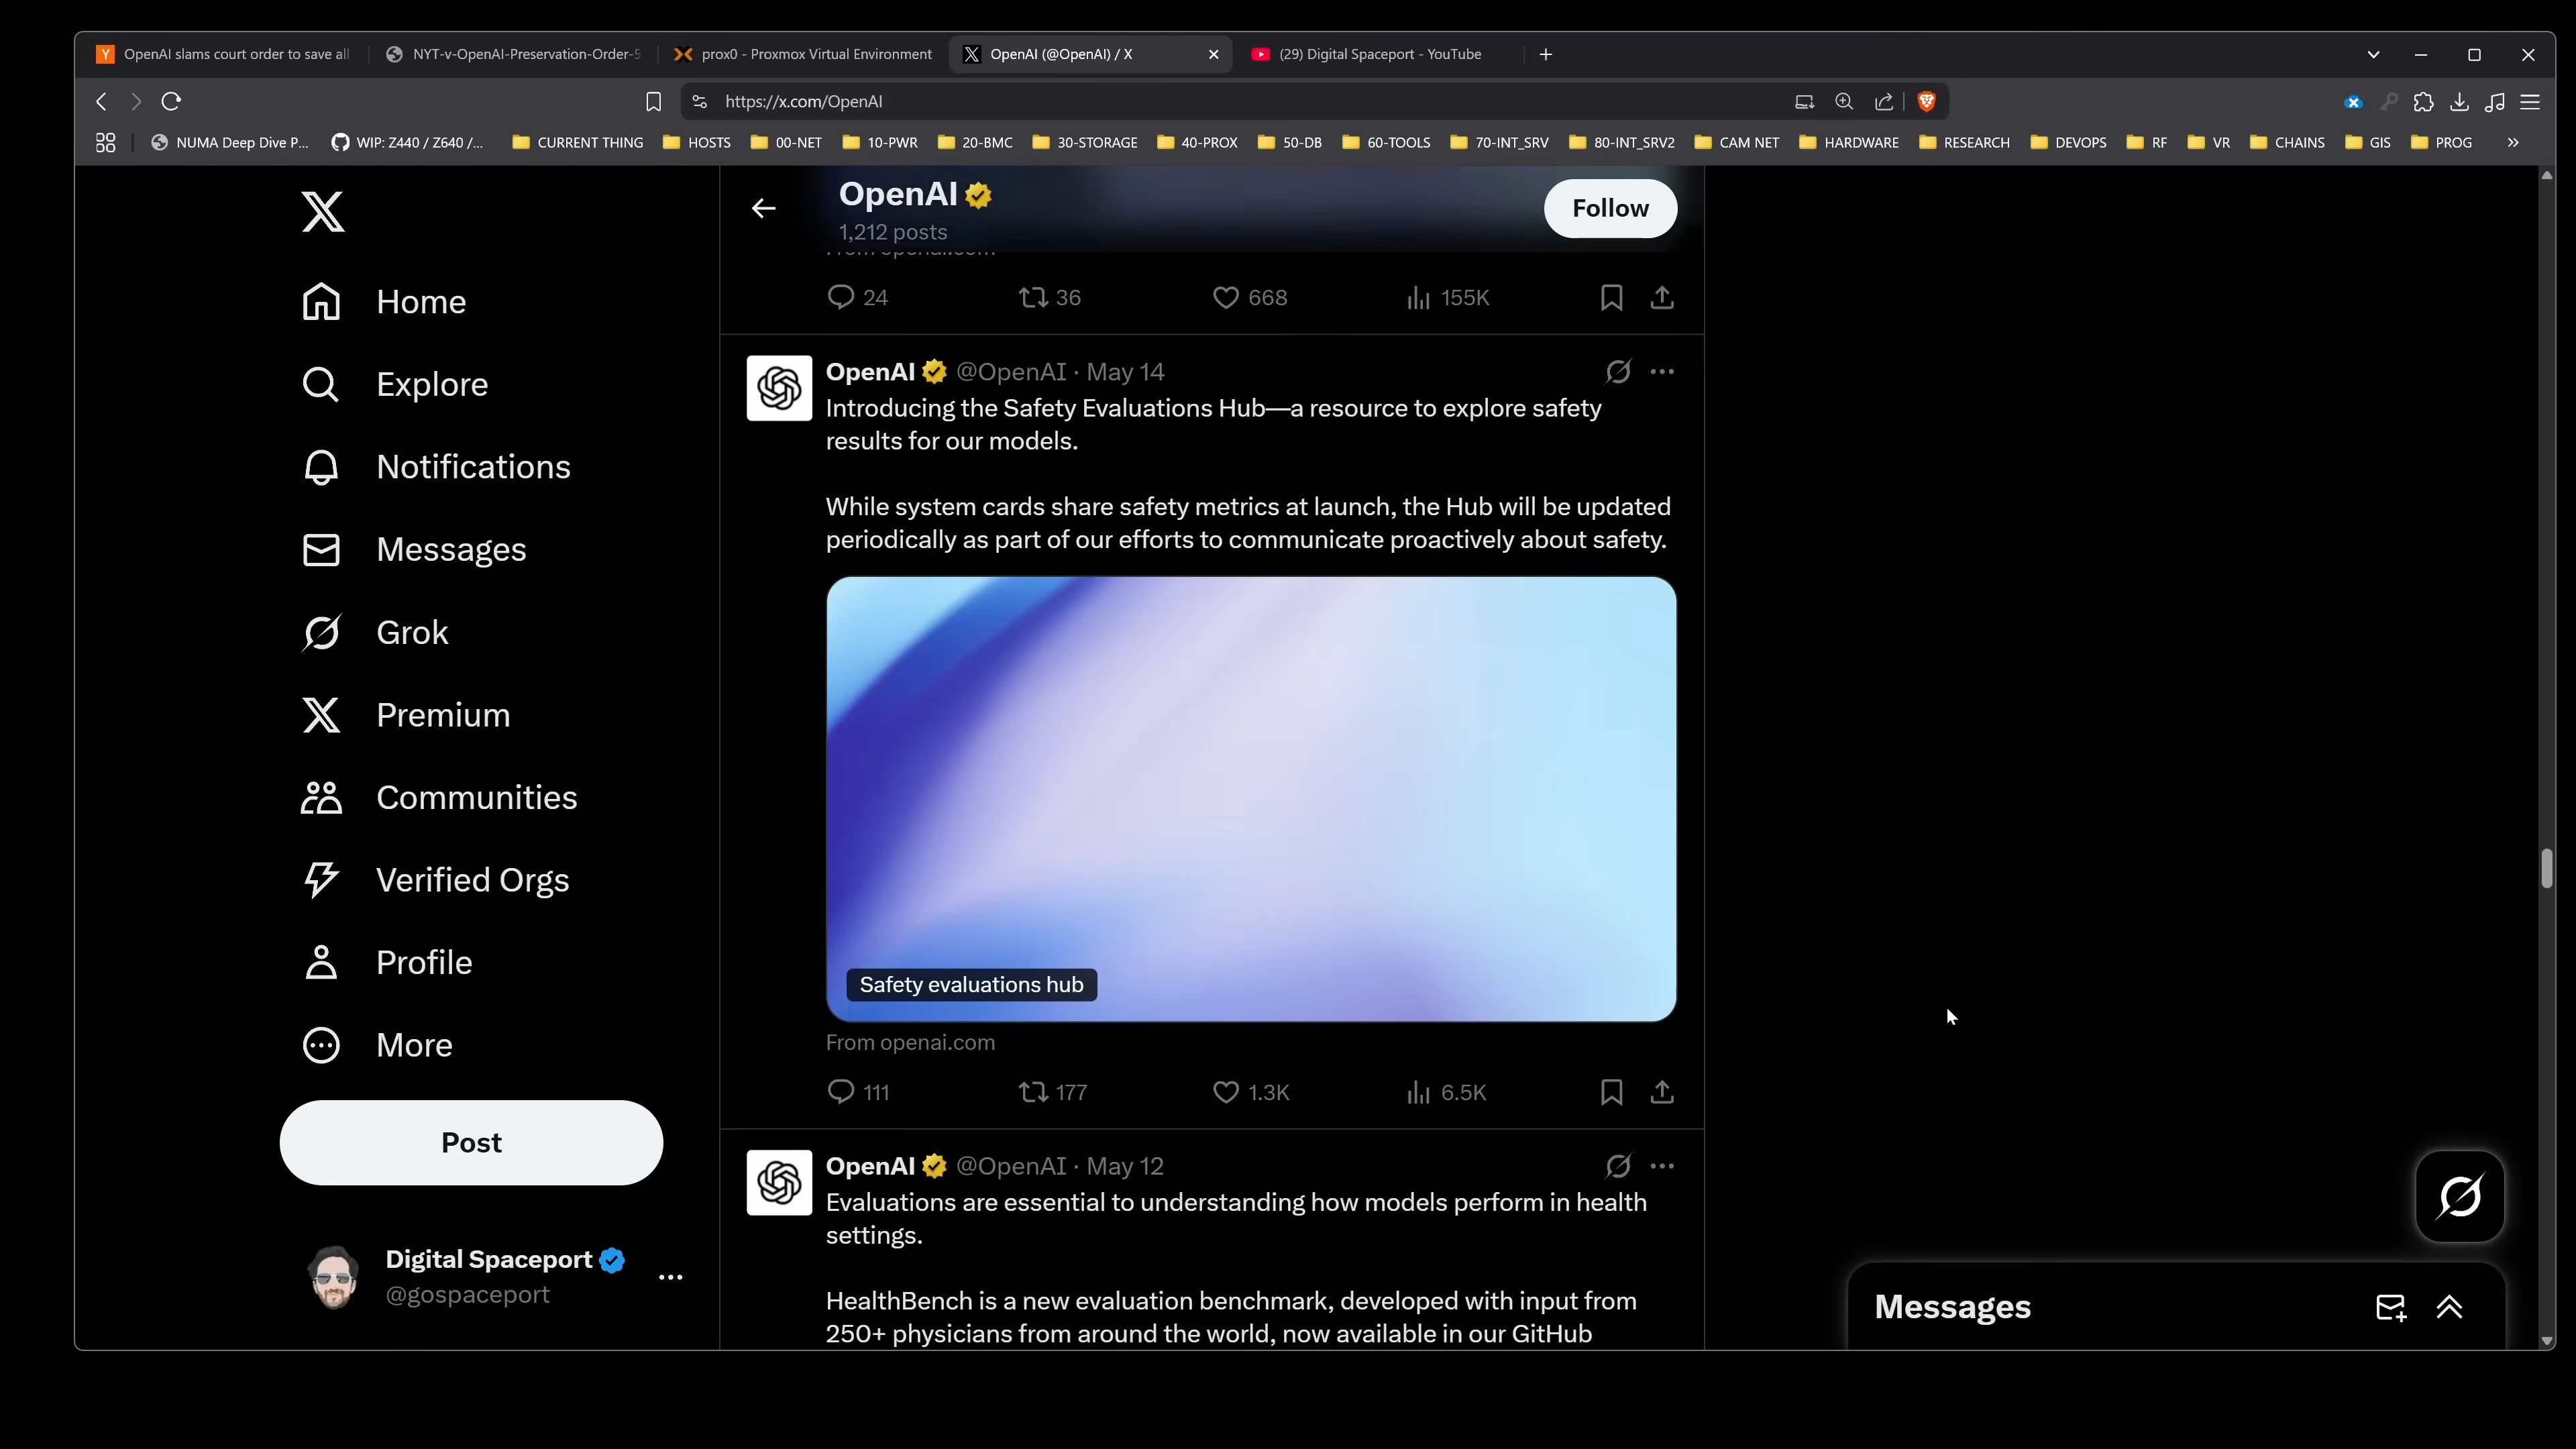 OpenAI slams court order to save all
NYT-v-OpenAI-Preservation-Order-5
prox0 - Proxmox Virtual Environment
OpenAI (@OpenAI) / X
(29) Digital Spaceport - YouTube
https://x.com/OpenAI
NUMA Deep Dive P...
WIP: Z440 / Z640 /...
CURRENT THING
HOSTS
00-NET
10-PWR
20-BMC
30-STORAGE
40-PROX
50-DB
60-TOOLS
70-INT_SRV
80-INT_SRV2
CAM NET
HARDWARE
RESEARCH
DEVOPS
RF
VR
CHAINS
GIS
PROG
Home
Explore
Notifications
Messages
Grok
Premium
Communities
Verified Orgs
Profile
More
Post
Digital Spaceport
@gospaceport
OpenAI
1,212 posts
Follow
From openai.com
24 36 668 155K
OpenAI @OpenAI · May 14
Introducing the Safety Evaluations Hub—a resource to explore safety
results for our models.
While system cards share safety metrics at launch, the Hub will be updated
periodically as part of our efforts to communicate proactively about safety.
Safety evaluations hub
From openai.com
111 177 1.3K 6.5K
OpenAI @OpenAI · May 12
Evaluations are essential to understanding how models perform in health
settings.
HealthBench is a new evaluation benchmark, developed with input from
250+ physicians from around the world, now available in our GitHub
Messages